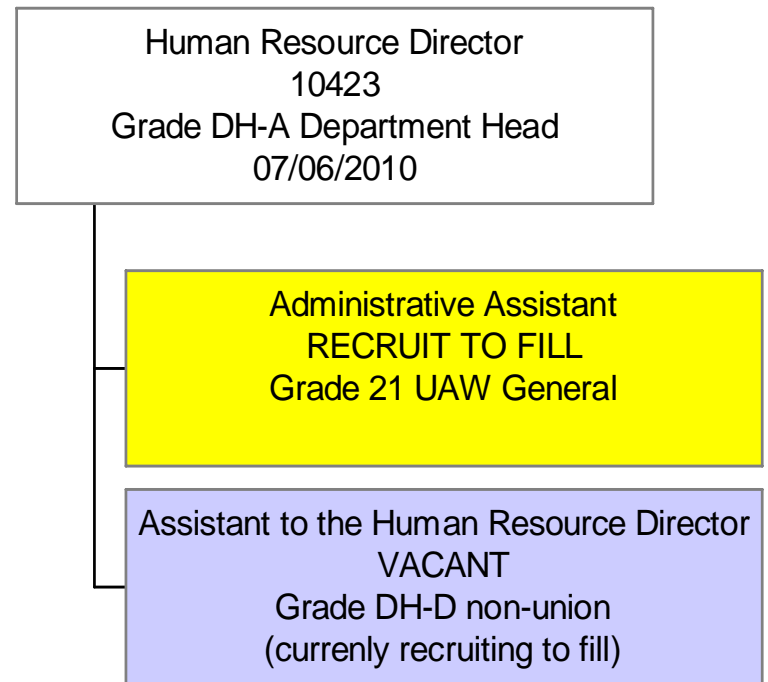 Human Resource Director
10423
Grade DH-A Department Head
07/06/2010
Administrative Assistant
RECRUIT TO FILL
Grade 21 UAW General
Assistant to the Human Resource Director
VACANT
Grade DH-D non-union
(currenly recruiting to fill)